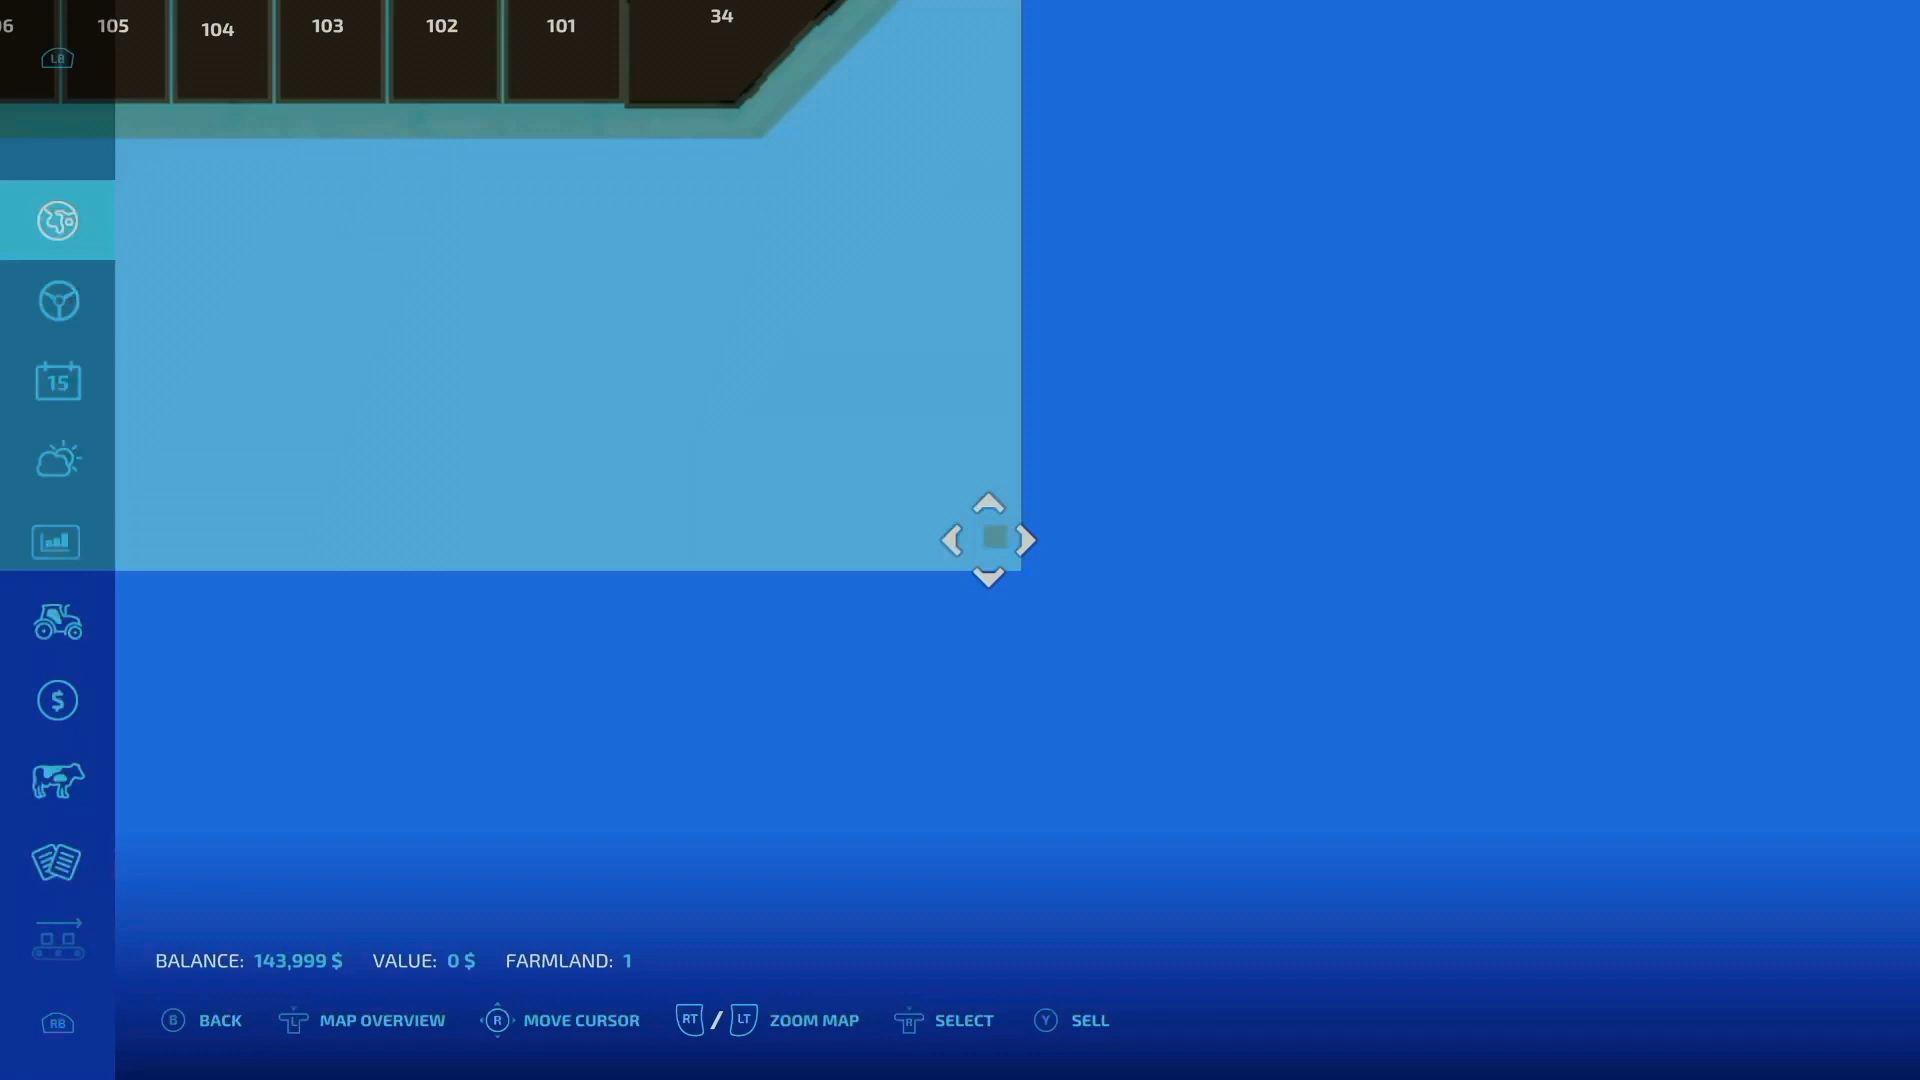 06 105 104 103 102 101 34
LB
15
$
RB
BALANCE: 143,999 $ VALUE: 0 $ FARMLAND: 1
B BACK L MAP OVERVIEW R MOVE CURSOR RT / LT ZOOM MAP R SELECT Y SELL